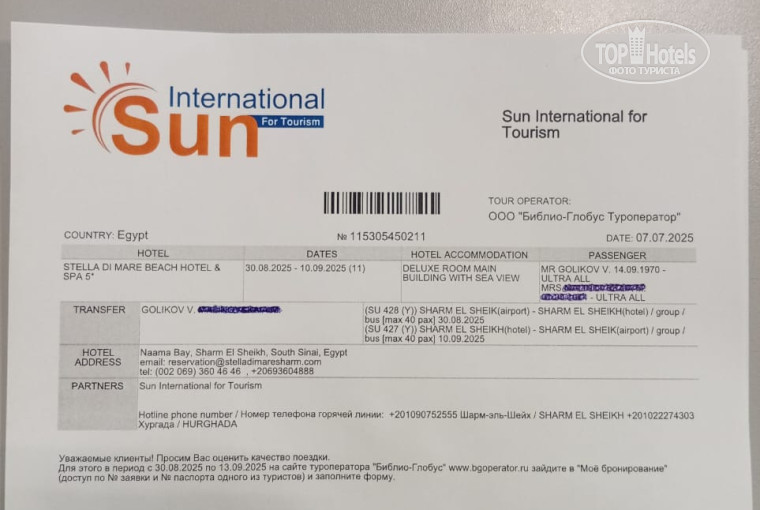 TOP Hotels
ФОТО ТУРИСТА
International
For Tourism
Sun
Sun International for
Tourism
TOUR OPERATOR:
ООО "Библио-Глобус Туроператор"
COUNTRY: Egypt
№ 115305450211
DATE: 07.07.2025
HOTEL DATES HOTEL ACCOMMODATION PASSENGER
STELLA DI MARE BEACH HOTEL & 30.08.2025 - 10.09.2025 (11) DELUXE ROOM MAIN MR GOLIKOV V. 14.09.1970 -
SPA 5* BUILDING WITH SEA VIEW ULTRA ALL
MRS
- ULTRA ALL
TRANSFER GOLIKOV V. (SU 428 (Y)) SHARM EL SHEIK(airport) - SHARM EL SHEIKH(hotel) / group /
bus [max 40 pax] 30.08.2025
(SU 427 (Y)) SHARM EL SHEIKH(hotel) - SHARM EL SHEIK(airport) / group /
bus [max 40 pax] 10.09.2025
HOTEL Naama Bay, Sharm El Sheikh, South Sinai, Egypt
ADDRESS email: reservation@stelladimaresharm.com
tel: (002 069) 360 46 46 , +20693604888
PARTNERS Sun International for Tourism
Hotline phone number / Номер телефона горячей линии: +201090752555 Шарм-эль-Шейх / SHARM EL SHEIKH +201022274303
Хургада / HURGHADA
Уважаемые клиенты! Просим Вас оценить качество поездки.
Для этого в период с 30.08.2025 по 13.09.2025 на сайте туроператора "Библио-Глобус" www.bgoperator.ru зайдите в "Моё бронирование"
(доступ по № заявки и № паспорта одного из туристов) и заполните форму.